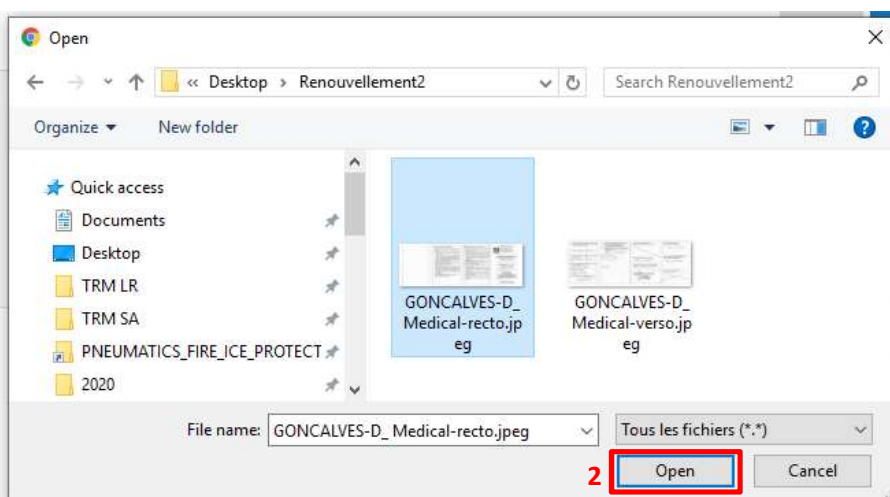 Open
« Desktop › Renouvellement2
Search Renouvellement2
Organize
New folder
Quick access
Documents
Desktop
TRM LR
TRM SA
PNEUMATICS_FIRE_ICE_PROTECT
2020
GONCALVES-D_
Medical-recto.jp
eg
GONCALVES-D_
Medical-verso.jp
eg
File name:
GONCALVES-D_ Medical-recto.jpeg
Tous les fichiers (*.*)
2
Open
Cancel